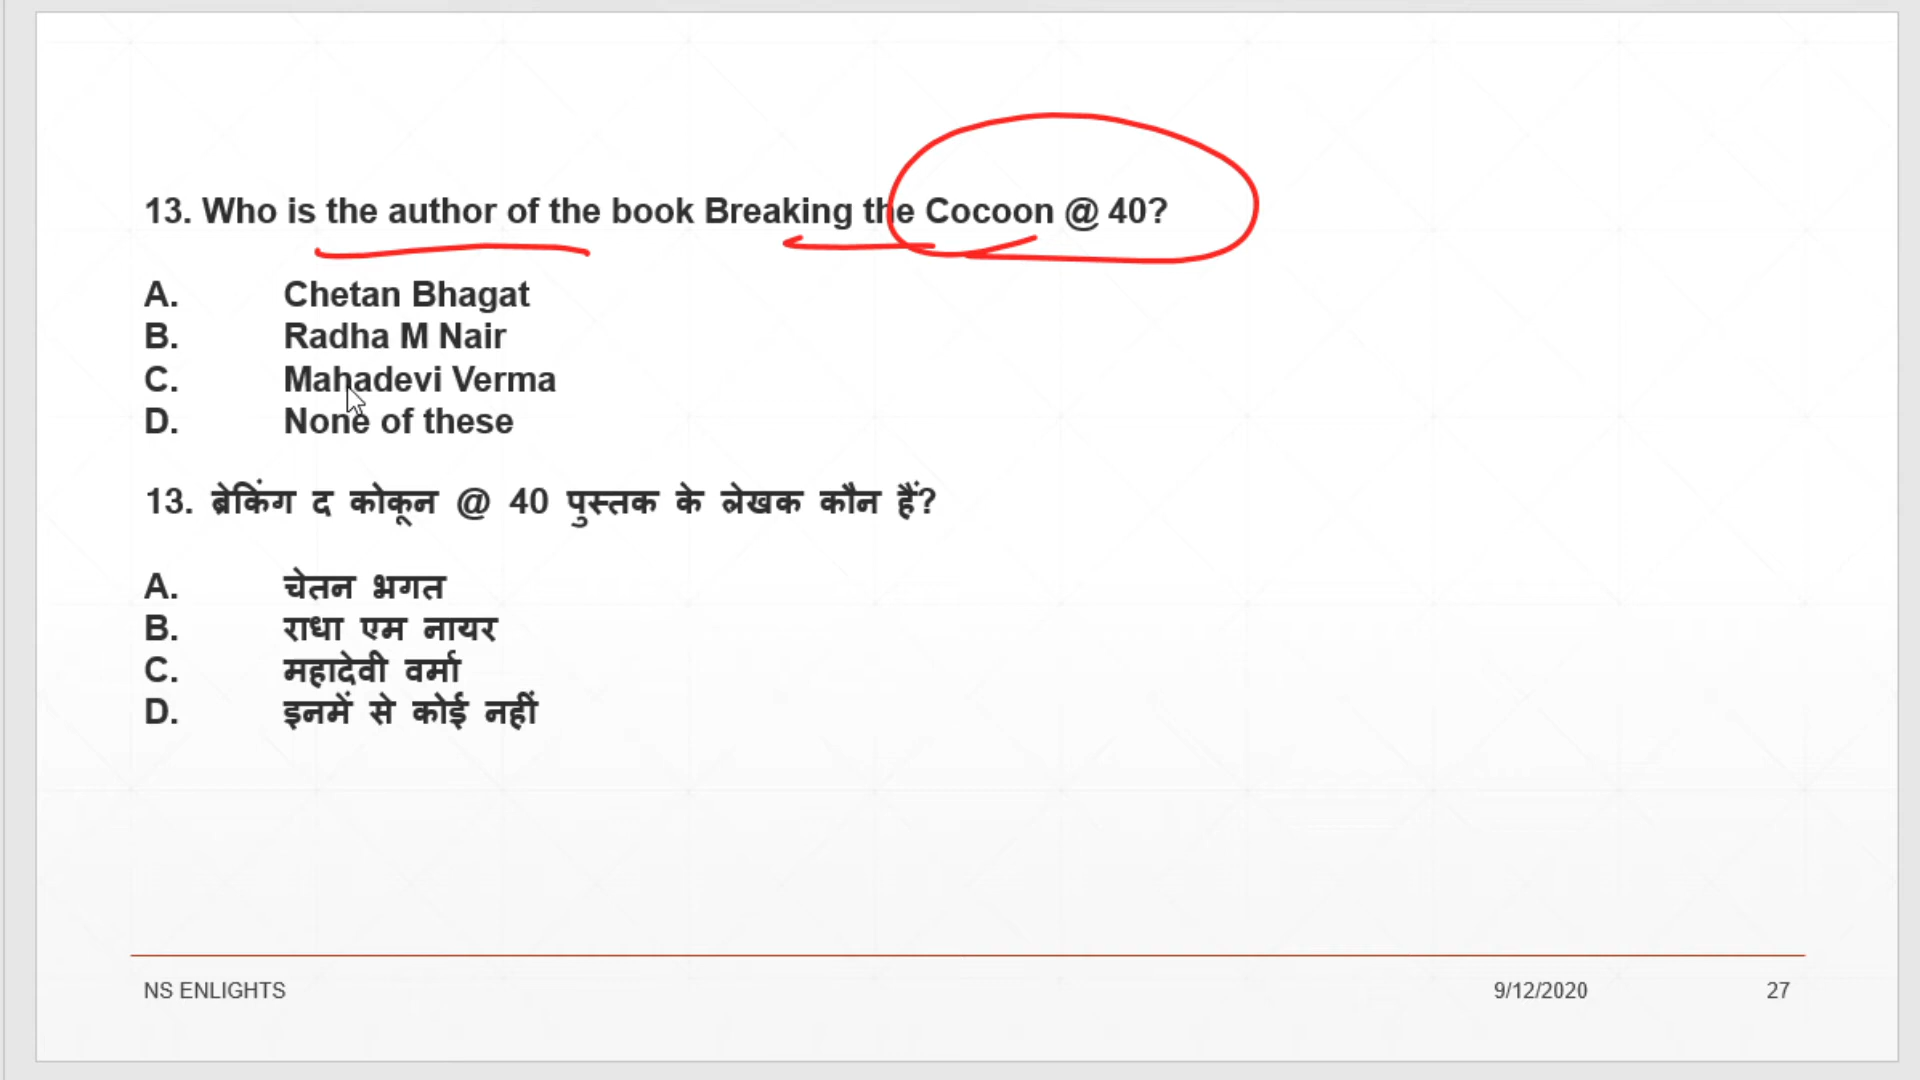 13. Who is the author of the book Breaking the Cocoon @ 40?
A. Chetan Bhagat
B. Radha M Nair
C. Mahadevi Verma
D. None of these
13. ब्रेकिंग द कोकून @ 40 पुस्तक के लेखक कौन हैं?
A. चेतन भगत
B. राधा एम नायर
C. महादेवी वर्मा
D. इनमें से कोई नहीं
NS ENLIGHTS 9/12/2020 27